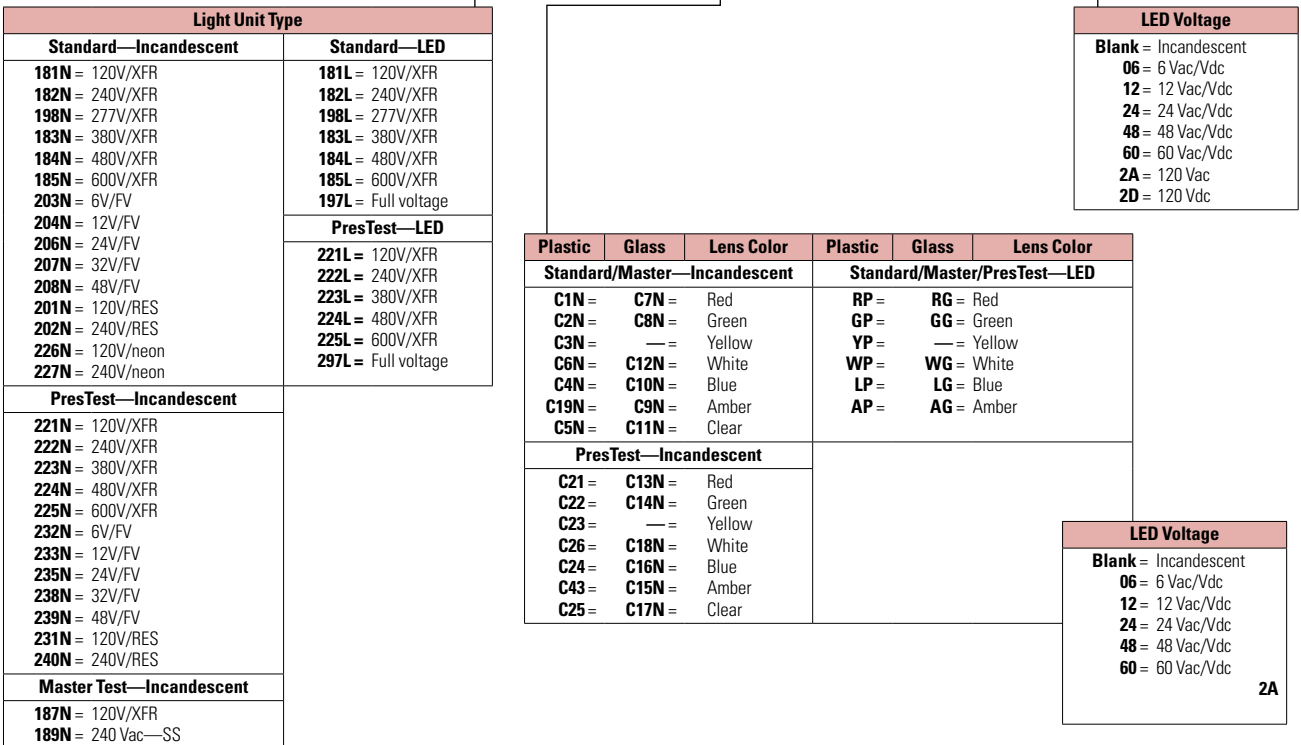 Light Unit Type
Standard—Incandescent
181N = 120V/XFR
182N = 240V/XFR
198N = 277V/XFR
183N = 380V/XFR
184N = 480V/XFR
185N = 600V/XFR
203N = 6V/FV
204N = 12V/FV
206N = 24V/FV
207N = 32V/FV
208N = 48V/FV
201N = 120V/RES
202N = 240V/RES
226N = 120V/neon
227N = 240V/neon
PresTest—Incandescent
221N = 120V/XFR
222N = 240V/XFR
223N = 380V/XFR
224N = 480V/XFR
225N = 600V/XFR
232N = 6V/FV
233N = 12V/FV
235N = 24V/FV
238N = 32V/FV
239N = 48V/FV
231N = 120V/RES
240N = 240V/RES
Master Test—Incandescent
187N = 120V/XFR
189N = 240 Vac—SS
Standard—LED
181L = 120V/XFR
182L = 240V/XFR
198L = 277V/XFR
183L = 380V/XFR
184L = 480V/XFR
185L = 600V/XFR
197L = Full voltage
PresTest—LED
221L = 120V/XFR
222L = 240V/XFR
223L = 380V/XFR
224L = 480V/XFR
225L = 600V/XFR
297L = Full voltage
Plastic Glass Lens Color
Standard/Master—Incandescent
C1N = C7N = Red
C2N = C8N = Green
C3N = — = Yellow
C6N = C12N = White
C4N = C10N = Blue
C19N = C9N = Amber
C5N = C11N = Clear
PresTest—Incandescent
C21 = C13N = Red
C22 = C14N = Green
C23 = — = Yellow
C26 = C18N = White
C24 = C16N = Blue
C43 = C15N = Amber
C25 = C17N = Clear
Plastic Glass Lens Color
Standard/Master/PresTest—LED
RP = RG = Red
GP = GG = Green
YP = — = Yellow
WP = WG = White
LP = LG = Blue
AP = AG = Amber
LED Voltage
Blank = Incandescent
06 = 6 Vac/Vdc
12 = 12 Vac/Vdc
24 = 24 Vac/Vdc
48 = 48 Vac/Vdc
60 = 60 Vac/Vdc
2A = 120 Vac
2D = 120 Vdc
LED Voltage
Blank = Incandescent
06 = 6 Vac/Vdc
12 = 12 Vac/Vdc
24 = 24 Vac/Vdc
48 = 48 Vac/Vdc
60 = 60 Vac/Vdc
2A